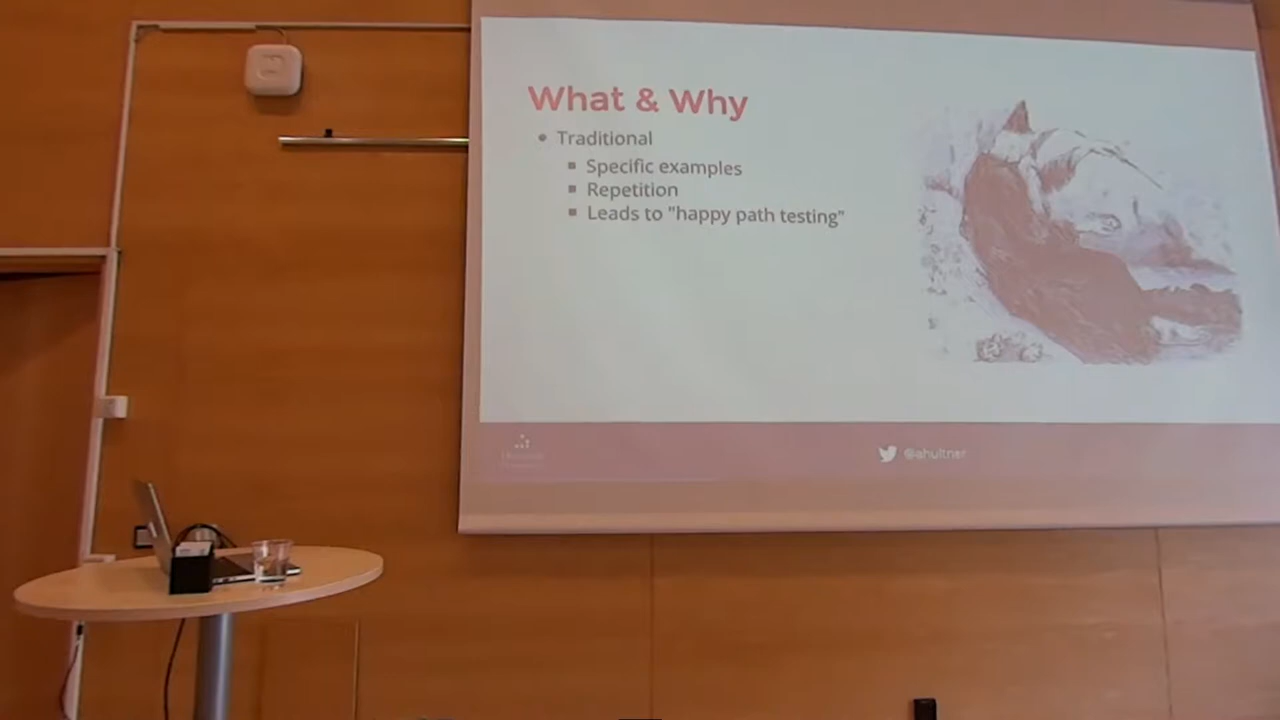 What & Why
Traditional
Specific examples
Repetition
Leads to "happy path testing"
@ahultner